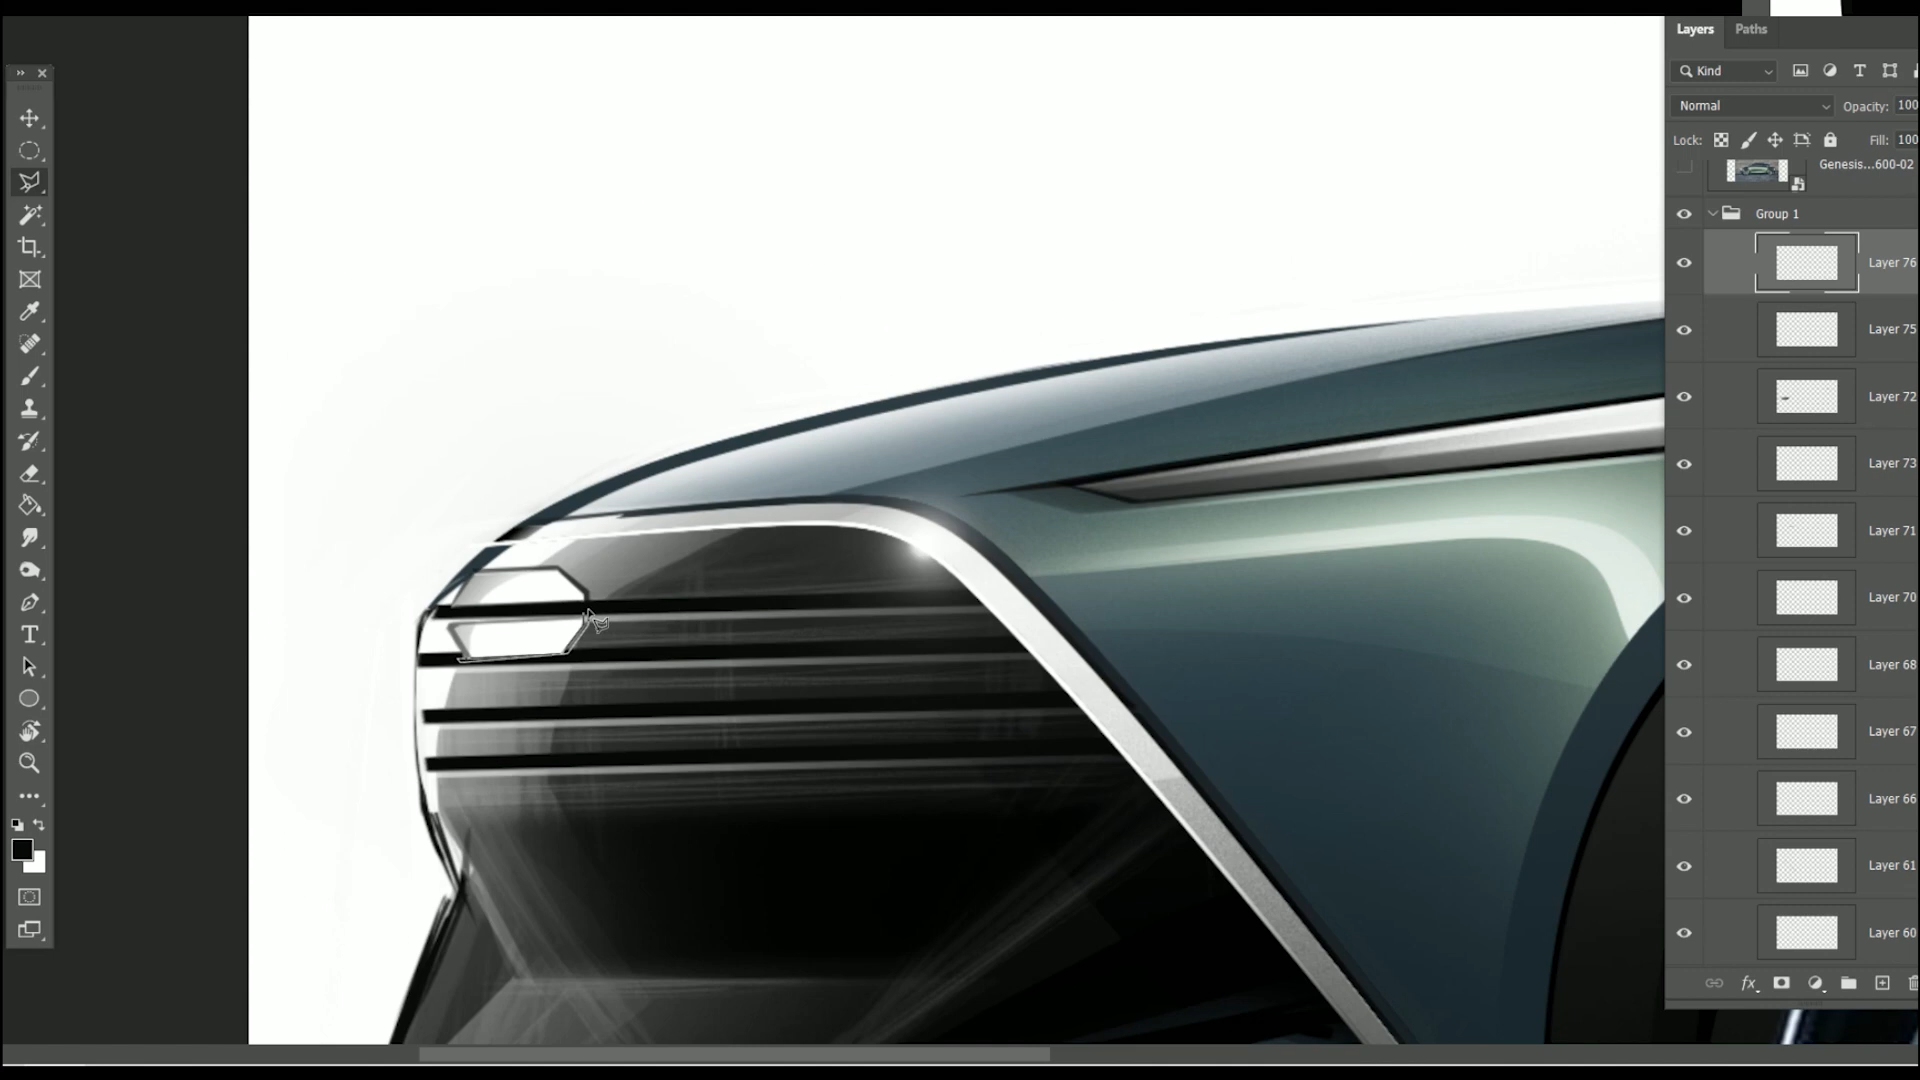 Layers Paths
Kind
Normal Opacity: 100
Lock: Fill: 100
Genesis...600-02
Group 1
Layer 76
Layer 75
Layer 72
Layer 73
Layer 71
Layer 70
Layer 68
Layer 67
Layer 66
Layer 61
Layer 60
fx